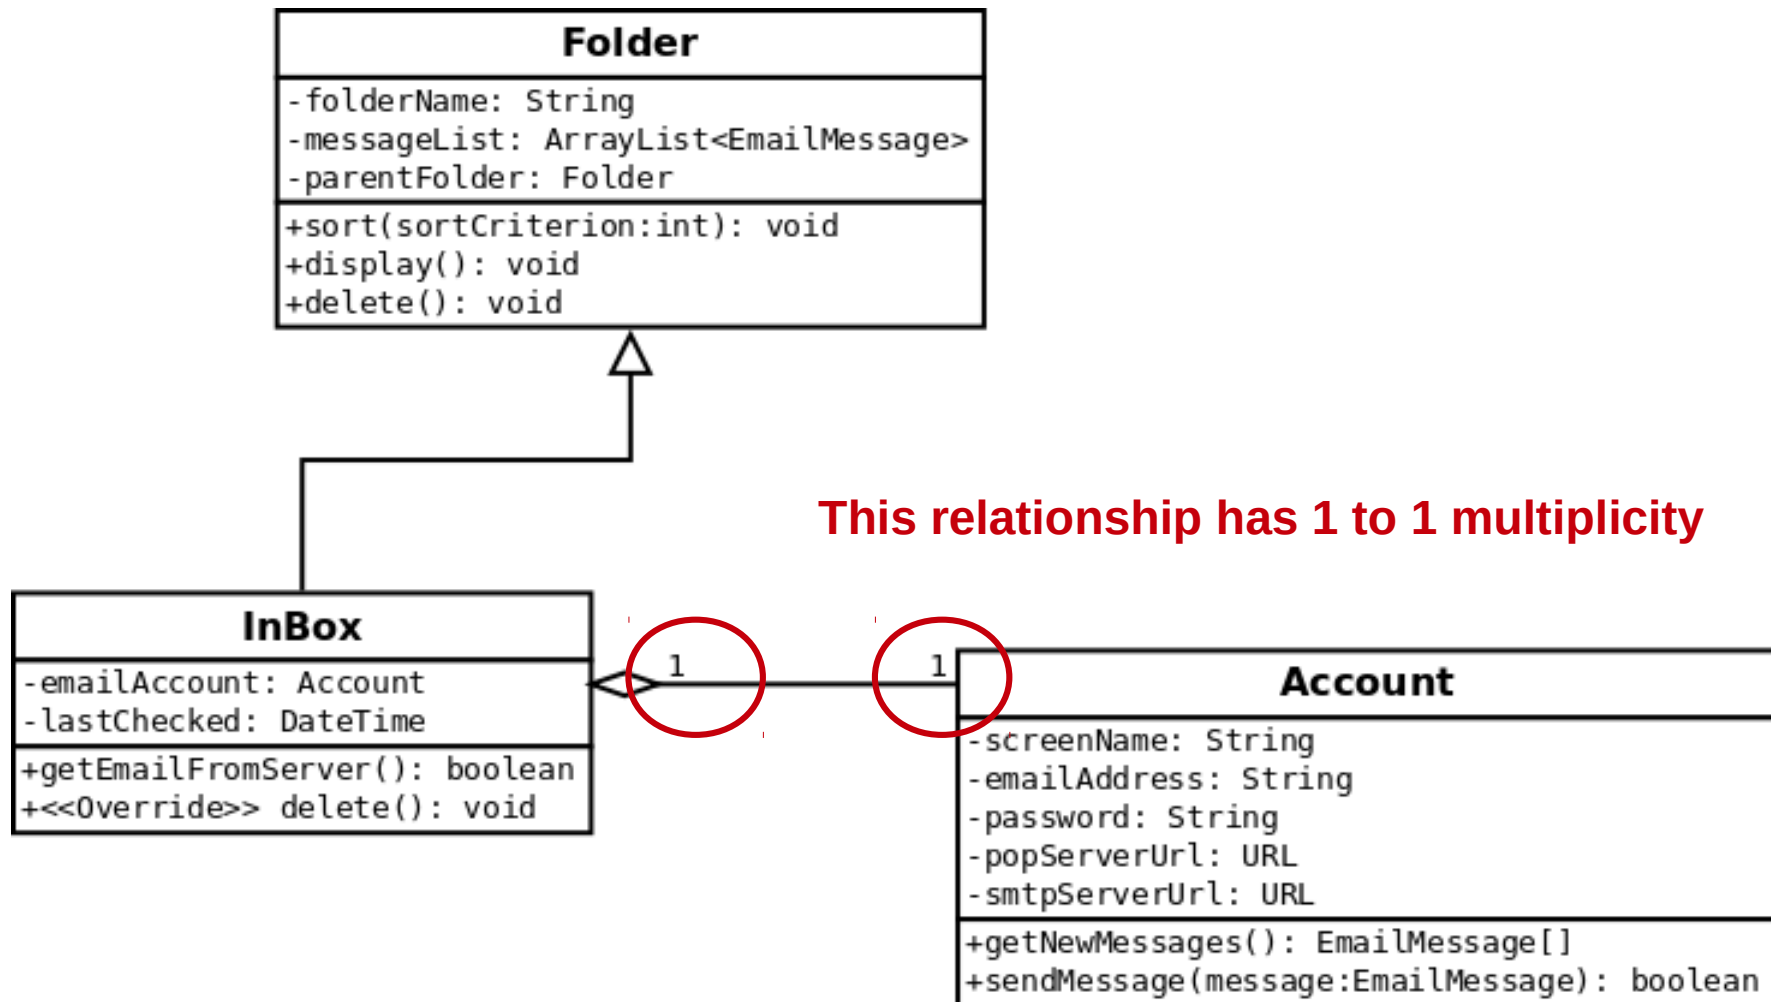 Folder
-folderName: String
-messageList: ArrayList<EmailMessage>
-parentFolder: Folder
+sort(sortCriterion:int): void
+display(): void
+delete(): void
This relationship has 1 to 1 multiplicity
InBox
-emailAccount: Account
-lastChecked: DateTime
+getEmailFromServer(): boolean
+<<Override>> delete(): void
1
1
Account
-screenName: String
-emailAddress: String
-password: String
-popServerUrl: URL
-smtpServerUrl: URL
+getNewMessages(): EmailMessage[]
+sendMessage(message:EmailMessage): boolean